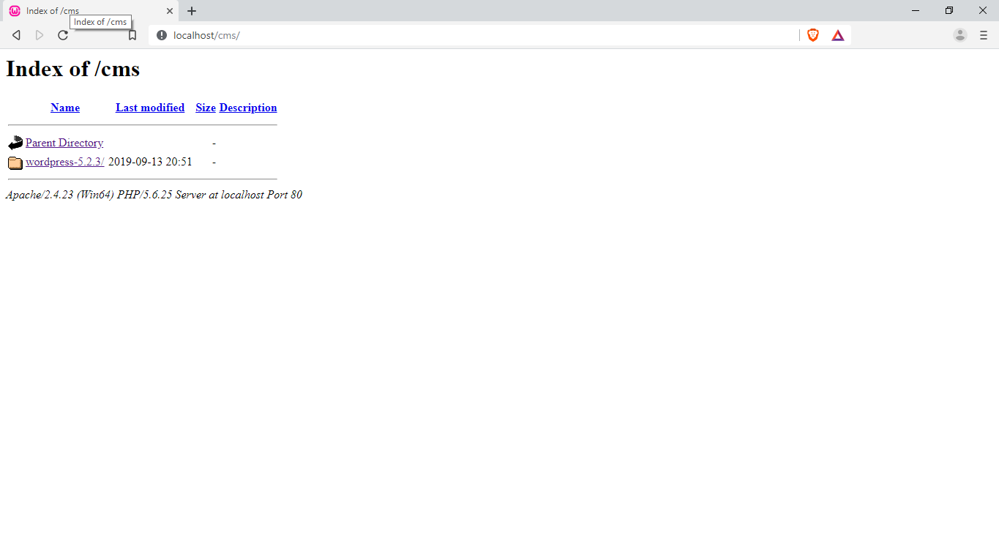 Index of /cms
Index of /cms
localhost/cms/
Index of /cms
Name Last modified Size Description
Parent Directory -
wordpress-5.2.3/ 2019-09-13 20:51 -
Apache/2.4.23 (Win64) PHP/5.6.25 Server at localhost Port 80